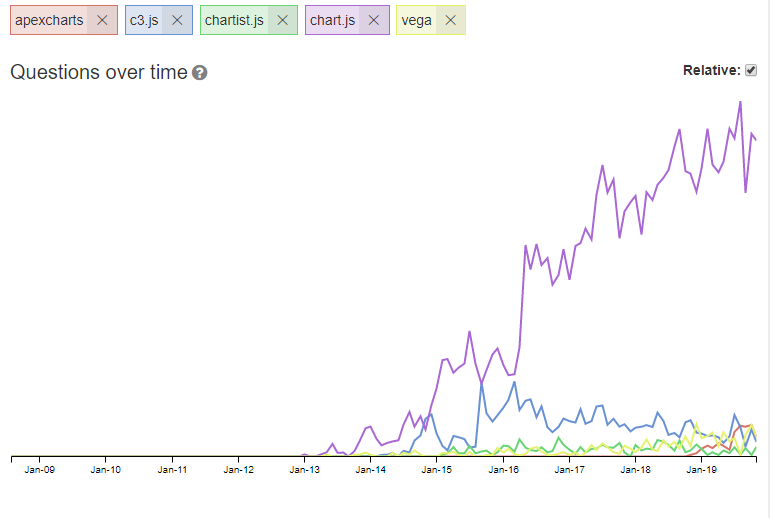 apexcharts × c3.js × chartist.js × chart.js × vega ×
Questions over time ?
Relative:
Jan-09 Jan-10 Jan-11 Jan-12 Jan-13 Jan-14 Jan-15 Jan-16 Jan-17 Jan-18 Jan-19